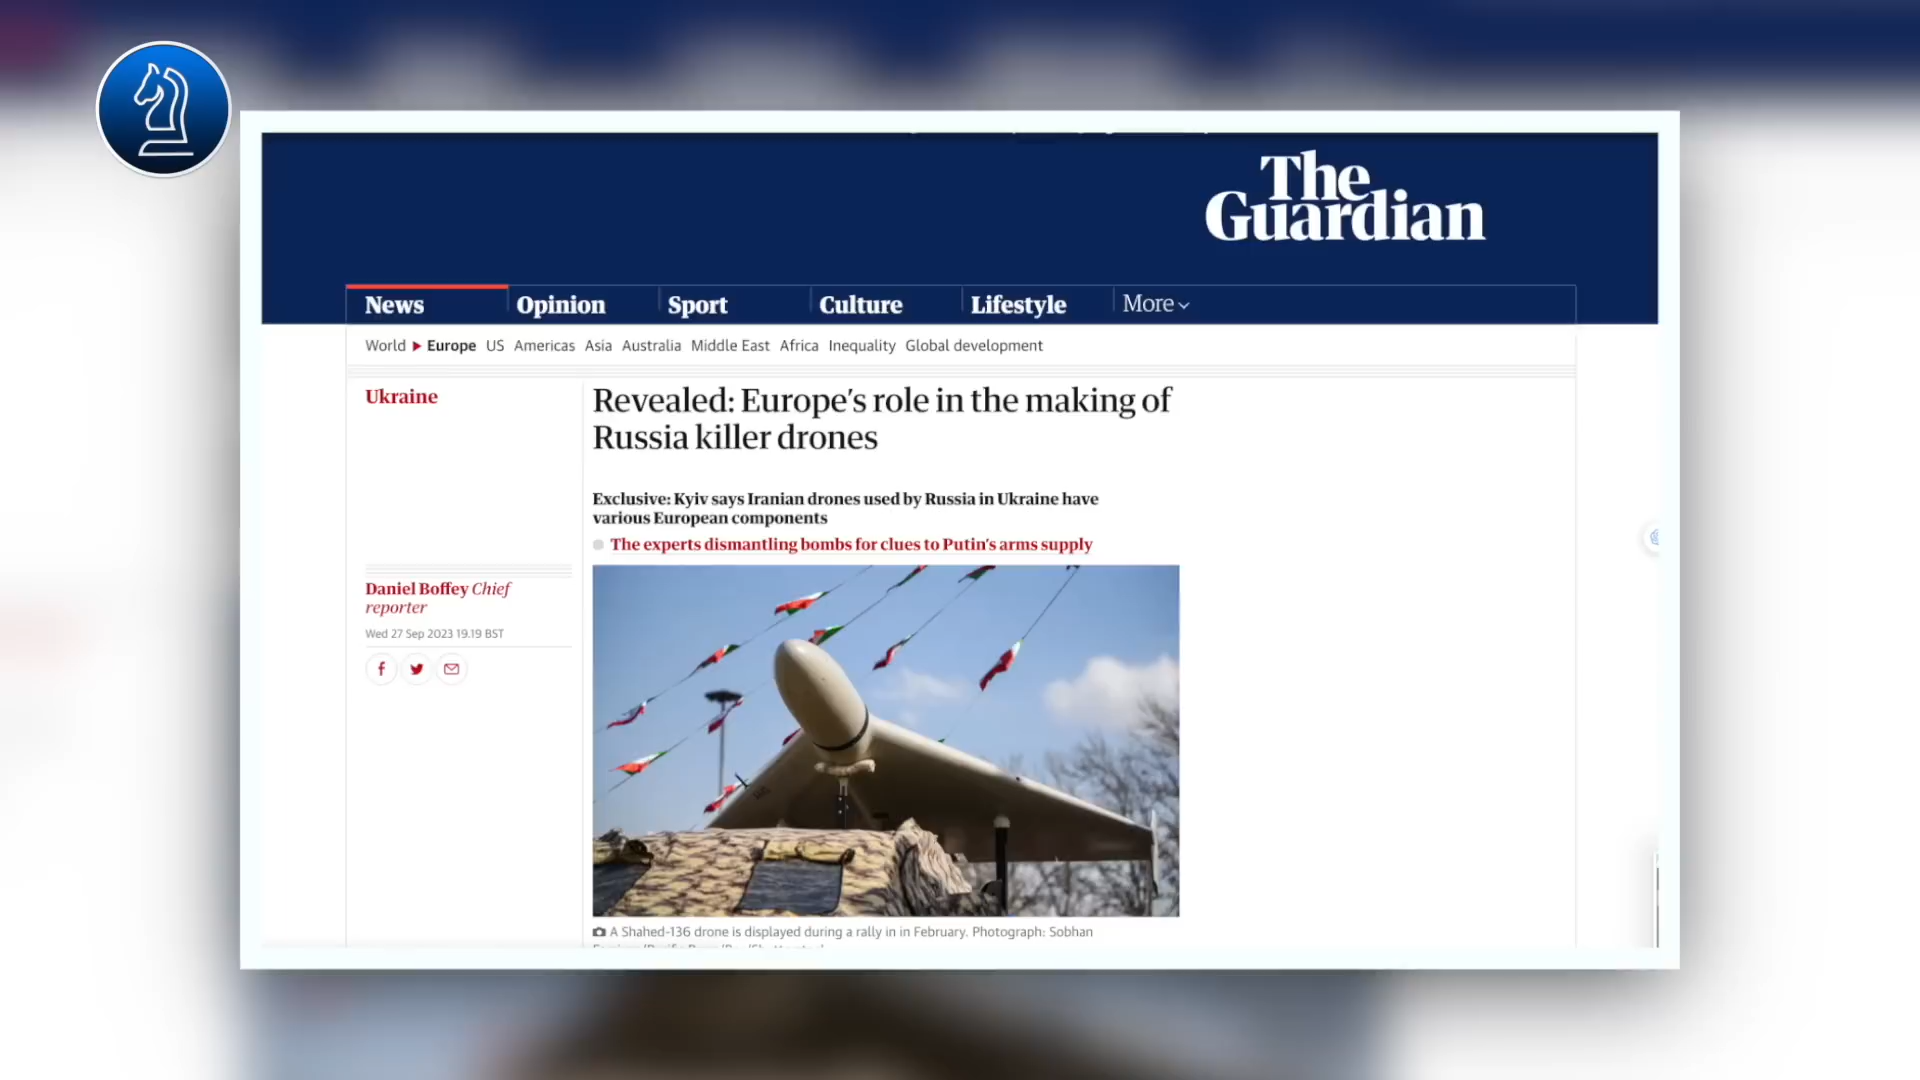 The
Guardian
News Opinion Sport Culture Lifestyle More
World Europe US Americas Asia Australia Middle East Africa Inequality Global development
Ukraine
Revealed: Europe’s role in the making of
Russia killer drones
Exclusive: Kyiv says Iranian drones used by Russia in Ukraine have
various European components
The experts dismantling bombs for clues to Putin’s arms supply
Daniel Boffey Chief
reporter
Wed 27 Sep 2023 19.19 BST
A Shahed-136 drone is displayed during a rally in in February. Photograph: Sobhan